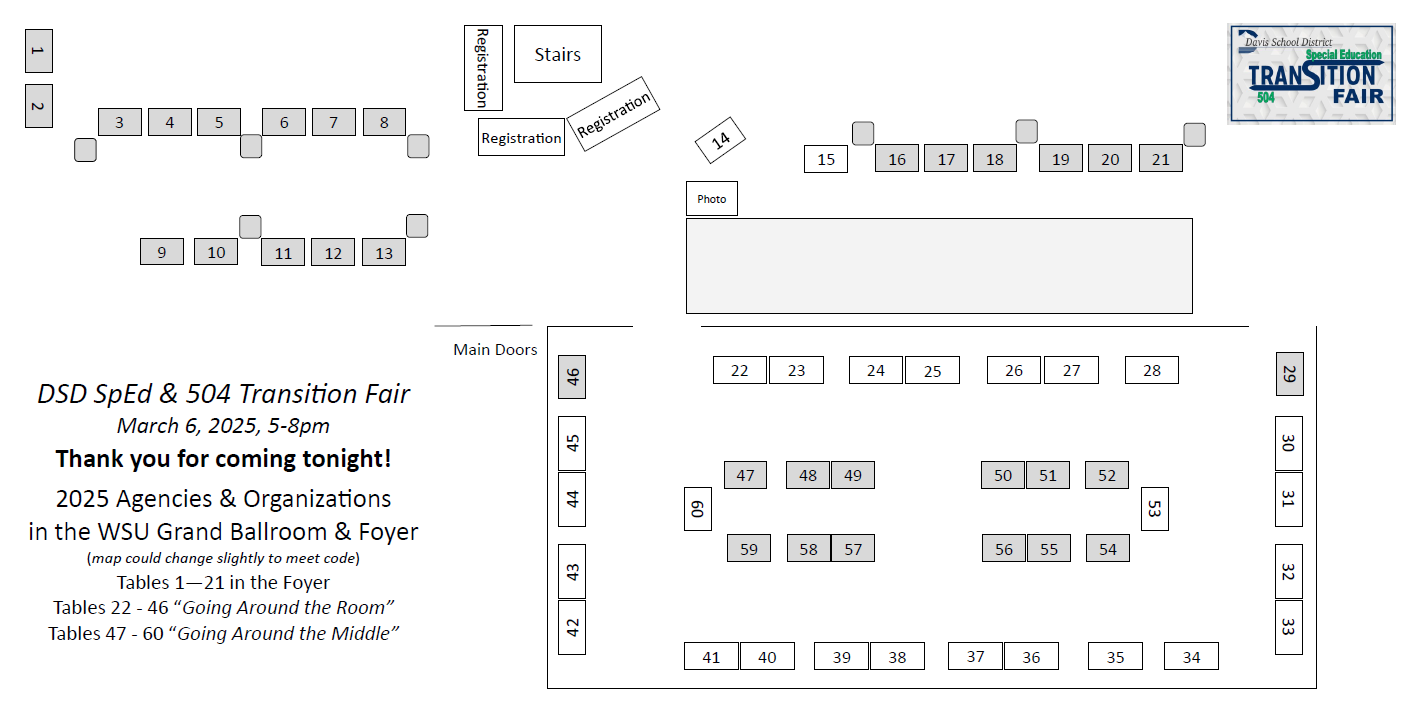 1
2
3 4 5 6 7 8
9 10 11 12 13
Registration
Stairs
Registration
Registration
14
15 16 17 18 19 20 21
Photo
Davis School District
Special Education
TRANSITION
504 FAIR
Main Doors
DSD SpEd & 504 Transition Fair
March 6, 2025, 5-8pm
Thank you for coming tonight!
2025 Agencies & Organizations
in the WSU Grand Ballroom & Foyer
(map could change slightly to meet code)
Tables 1—21 in the Foyer
Tables 22 - 46 “Going Around the Room”
Tables 47 - 60 “Going Around the Middle”
46 22 23 24 25 26 27 28 29
45 30
44 31
47 48 49 50 51 52
60 53
59 58 57 56 55 54
43 32
42 33
41 40 39 38 37 36 35 34